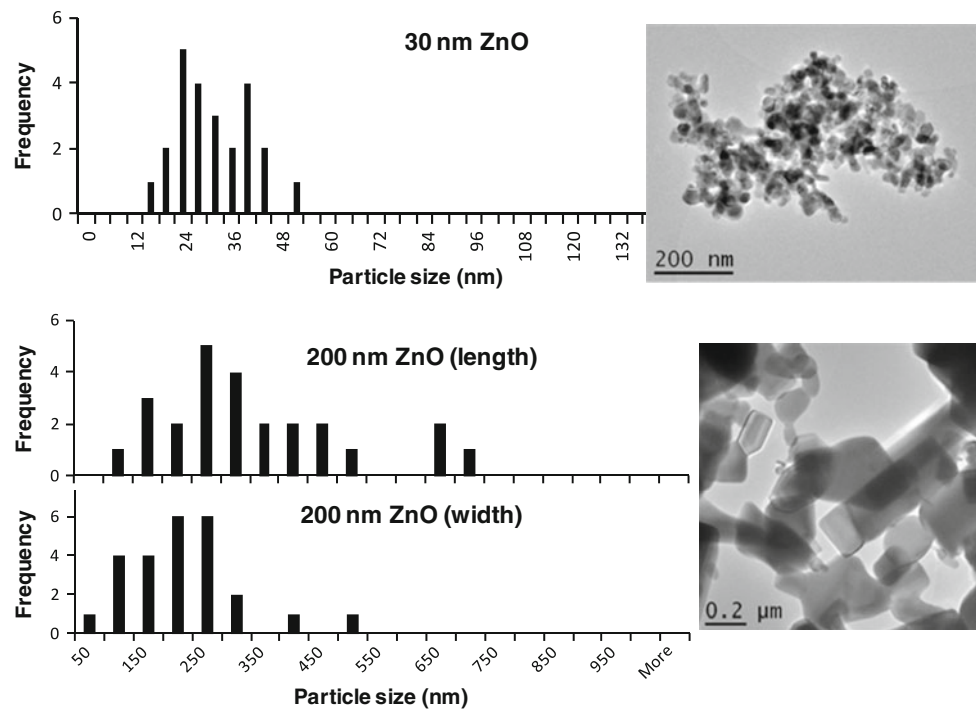 6
30 nm ZnO
4
2
0
Frequency
0 12 24 36 48 60 72 84 96 108 120 132
Particle size (nm)
200 nm
6
200 nm ZnO (length)
4
2
0
Frequency
200 nm ZnO (width)
6
4
2
0
Frequency
50 150 250 350 450 550 650 750 850 950 More
Particle size (nm)
0.2 µm